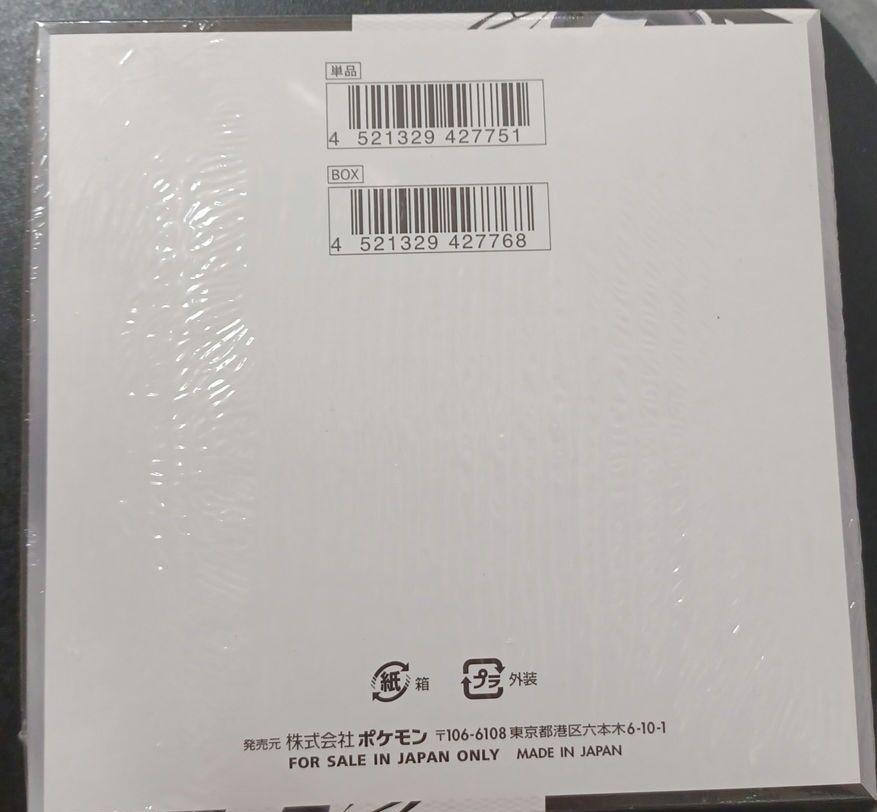 単品
4 521329 427751
BOX
4 521329 427768
紙 箱 プラ 外装
発売元 株式会社ポケモン 〒106-6108 東京都港区六本木6-10-1
FOR SALE IN JAPAN ONLY MADE IN JAPAN